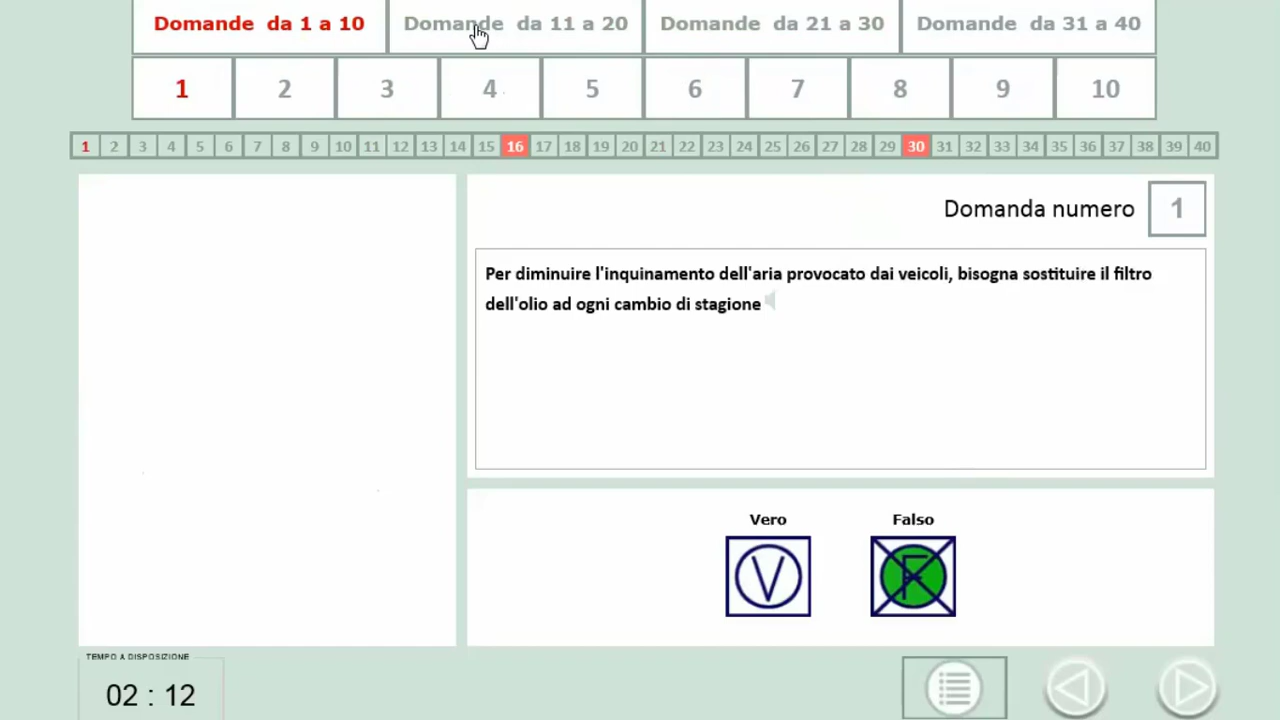 Domande da 1 a 10 Domande da 11 a 20 Domande da 21 a 30 Domande da 31 a 40
1 2 3 4 5 6 7 8 9 10
1 2 3 4 5 6 7 8 9 10 11 12 13 14 15 16 17 18 19 20 21 22 23 24 25 26 27 28 29 30 31 32 33 34 35 36 37 38 39 40
Domanda numero 1
Per diminuire l'inquinamento dell'aria provocato dai veicoli, bisogna sostituire il filtro
dell'olio ad ogni cambio di stagione
Vero Falso
V F
TEMPO A DISPOSIZIONE
02 : 12